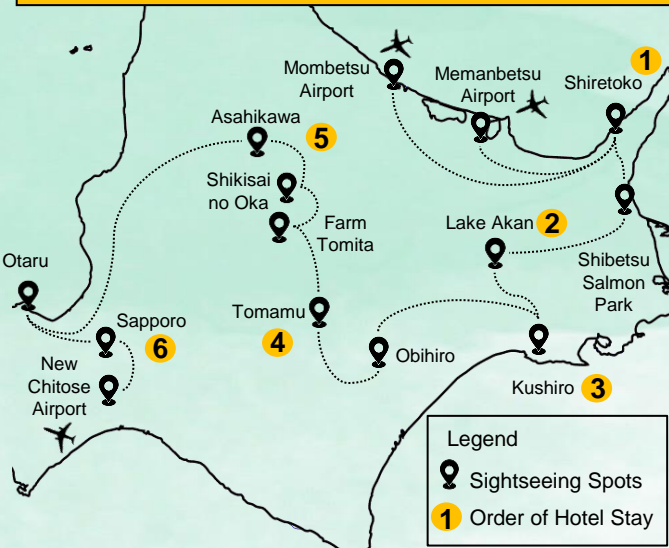 Mombetsu
Airport
Memanbetsu
Airport
1
Shiretoko
Asahikawa
5
Shikisai
no Oka
Farm
Tomita
Lake Akan
2
Shibetsu
Salmon
Park
Otaru
Sapporo
6
Tomamu
4
Obihiro
New
Chitose
Airport
Kushiro
3
Legend
Sightseeing Spots
1 Order of Hotel Stay